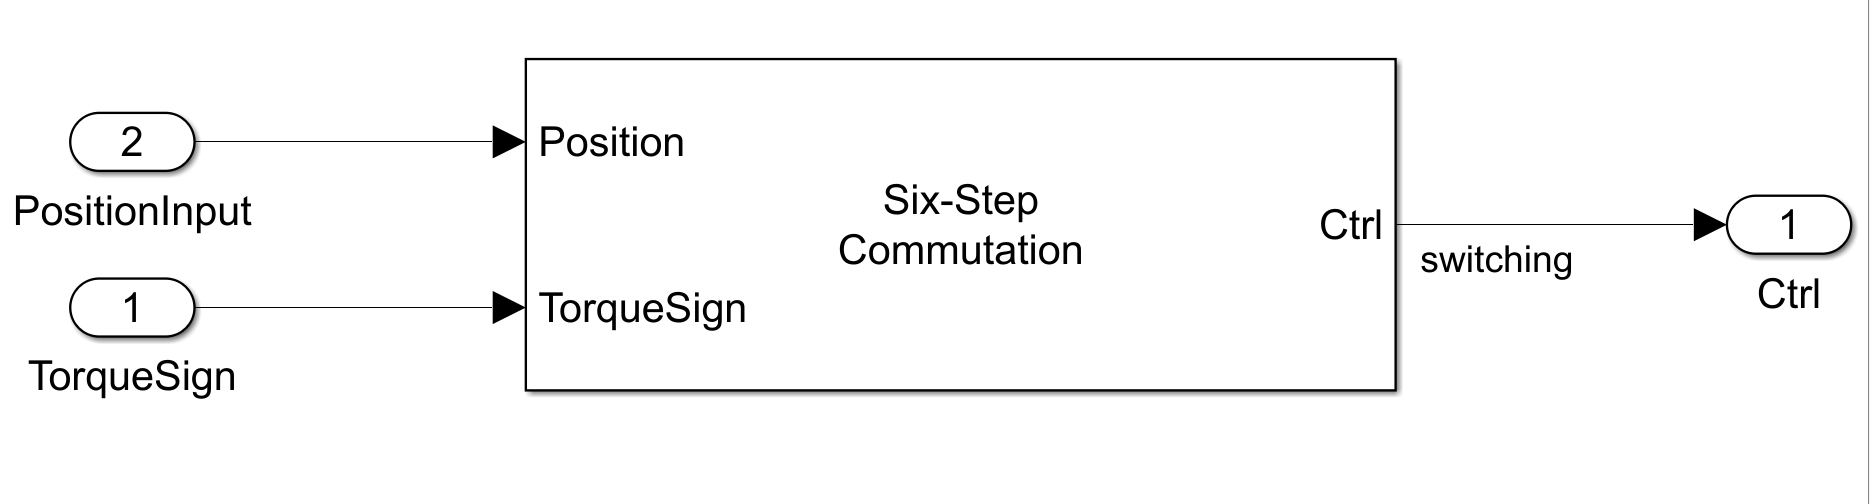 2
PositionInput
1
TorqueSign
Position
TorqueSign
Six-Step
Commutation
Ctrl
switching
1
Ctrl